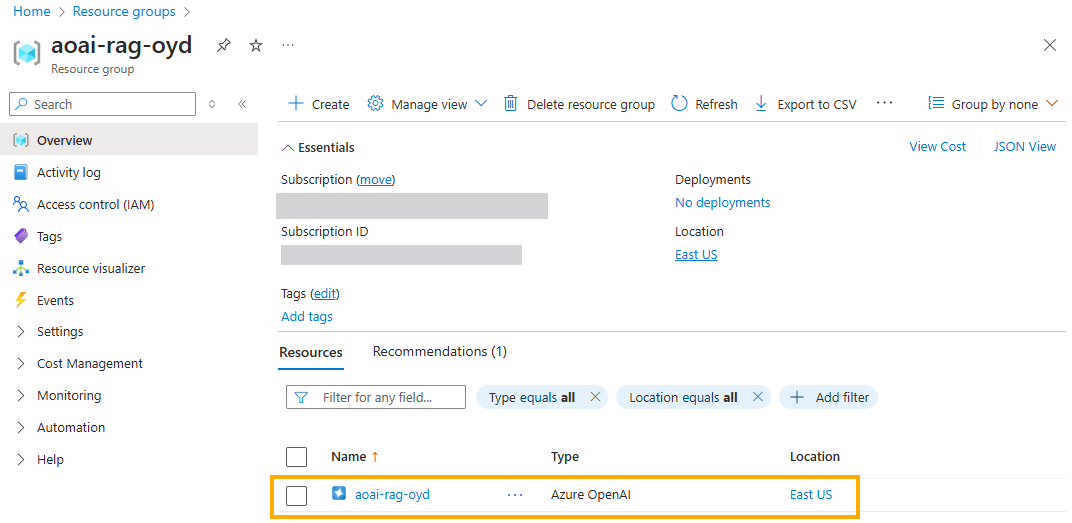 Home > Resource groups >
aoai-rag-oyd
Resource group
Search
Create Manage view Delete resource group Refresh Export to CSV Group by none
Overview
Activity log
Access control (IAM)
Tags
Resource visualizer
Events
Settings
Cost Management
Monitoring
Automation
Help
Essentials
View Cost JSON View
Subscription (move)
Deployments
No deployments
Subscription ID
Location
East US
Tags (edit)
Add tags
Resources Recommendations (1)
Filter for any field... Type equals all Location equals all Add filter
Name ↑ Type Location
aoai-rag-oyd ... Azure OpenAI East US